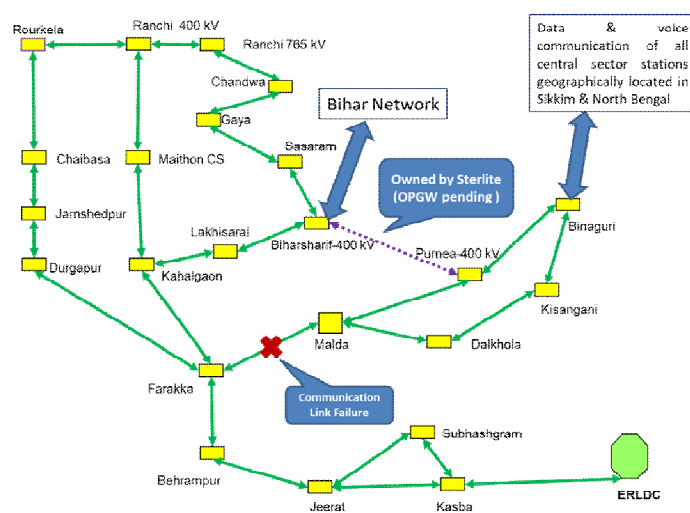 Ranchi 400 kV
Rourkela
Ranchi 765 kV
Data & voice
communication of all
central sector stations
geographically located in
Sikkim & North Bengal
Chandwa
Bihar Network
Gaya
Sasaram
Chaibasa
Maithon CS
Owned by Sterlite
(OPGW pending )
Jamshedpur
Lakhisarai
Biharsharif-400 kV
Binaguri
Purnea-400 kV
Durgapur
Kahalgaon
Kisanganj
Malda
Dalkhola
Farakka
Communication
Link Failure
Subhashgram
Behrampur
Jeerat
Kasba
ERLDC